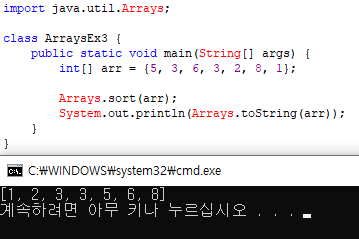 import java.util.Arrays;
class ArraysEx3 {
public static void main(String[] args) {
int[] arr = {5, 3, 6, 3, 2, 8, 1};
Arrays.sort(arr);
System.out.println(Arrays.toString(arr));
}
}
C:₩WINDOWS₩system32₩cmd.exe
[1, 2, 3, 3, 5, 6, 8]
계속하려면 아무 키나 누르십시오 . . .